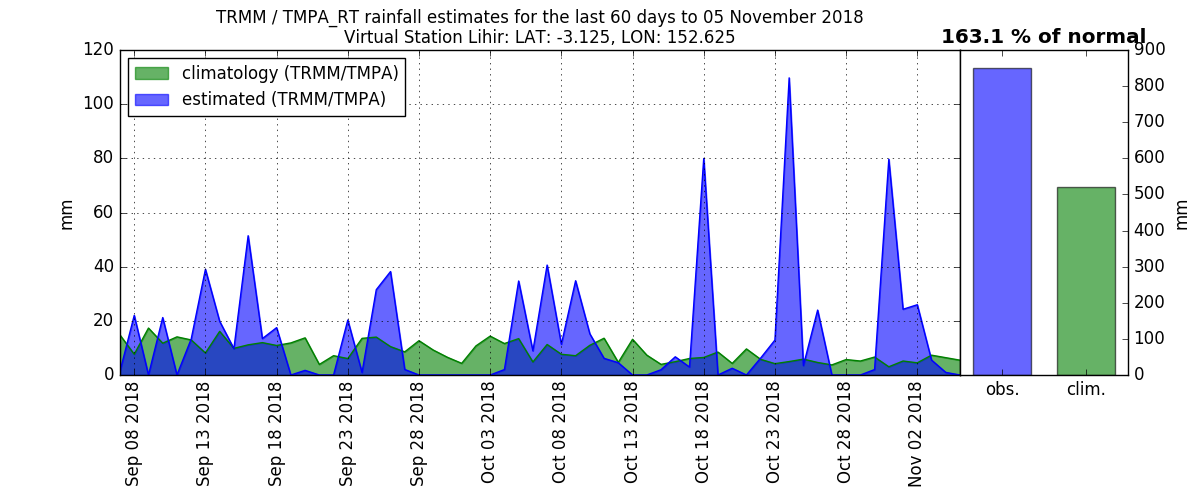 TRMM / TMPA_RT rainfall estimates for the last 60 days to 05 November 2018
Virtual Station Lihir: LAT: -3.125, LON: 152.625
163.1 % of normal
climatology (TRMM/TMPA)
estimated (TRMM/TMPA)
120
100
80
60
40
20
0
mm
900
800
700
600
500
400
300
200
100
0
mm
Sep 08 2018
Sep 13 2018
Sep 18 2018
Sep 23 2018
Sep 28 2018
Oct 03 2018
Oct 08 2018
Oct 13 2018
Oct 18 2018
Oct 23 2018
Oct 28 2018
Nov 02 2018
obs.
clim.